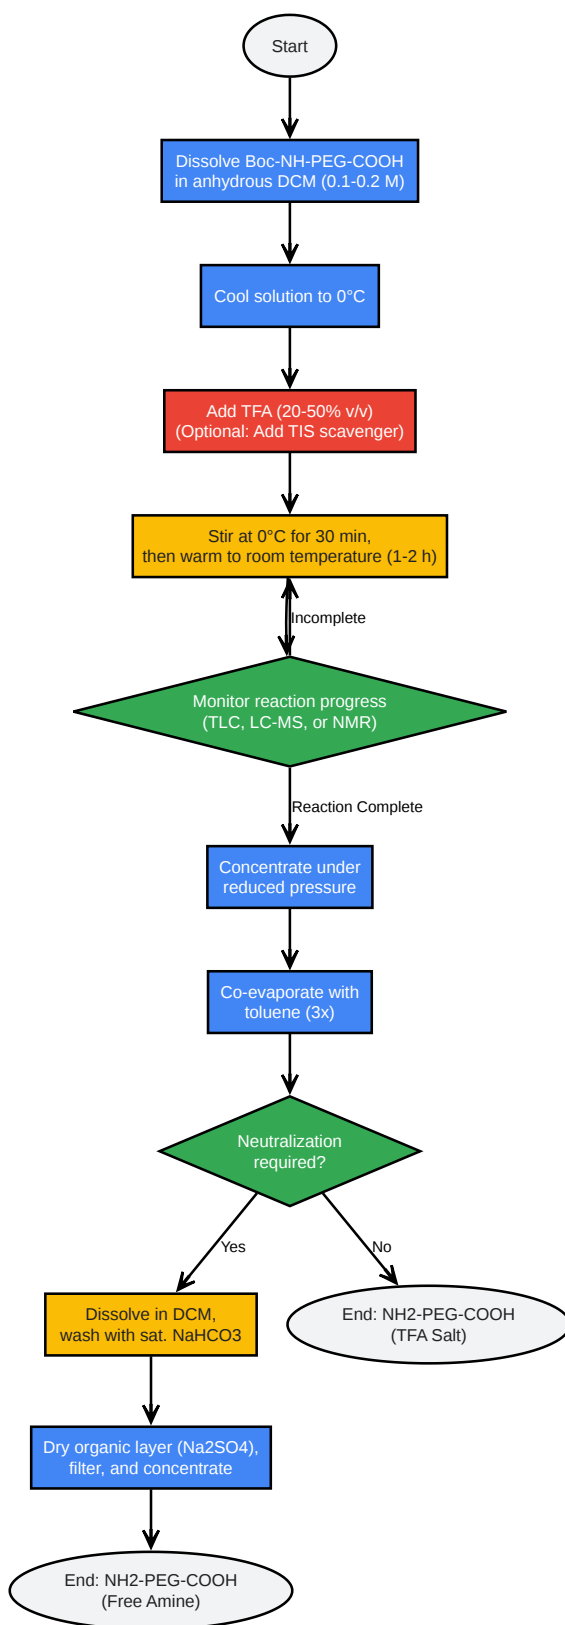 Start
Dissolve Boc-NH-PEG-COOH
in anhydrous DCM (0.1-0.2 M)
Cool solution to 0°C
Add TFA (20-50% v/v)
(Optional: Add TIS scavenger)
Stir at 0°C for 30 min,
then warm to room temperature (1-2 h)
Incomplete
Monitor reaction progress
(TLC, LC-MS, or NMR)
Reaction Complete
Concentrate under
reduced pressure
Co-evaporate with
toluene (3x)
Neutralization
required?
Yes
No
Dissolve in DCM,
wash with sat. NaHCO3
End: NH2-PEG-COOH
(TFA Salt)
Dry organic layer (Na2SO4),
filter, and concentrate
End: NH2-PEG-COOH
(Free Amine)